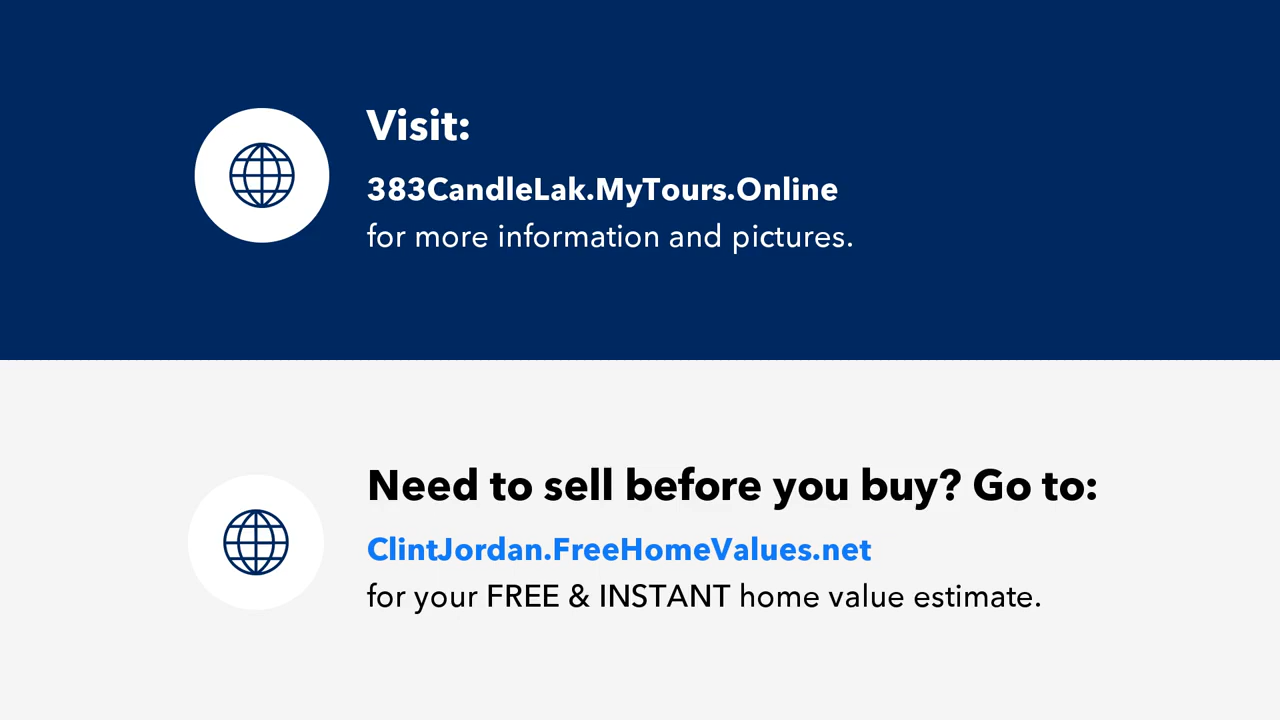 Visit:
383CandleLak.MyTours.Online
for more information and pictures.
Need to sell before you buy? Go to:
ClintJordan.FreeHomeValues.net
for your FREE & INSTANT home value estimate.